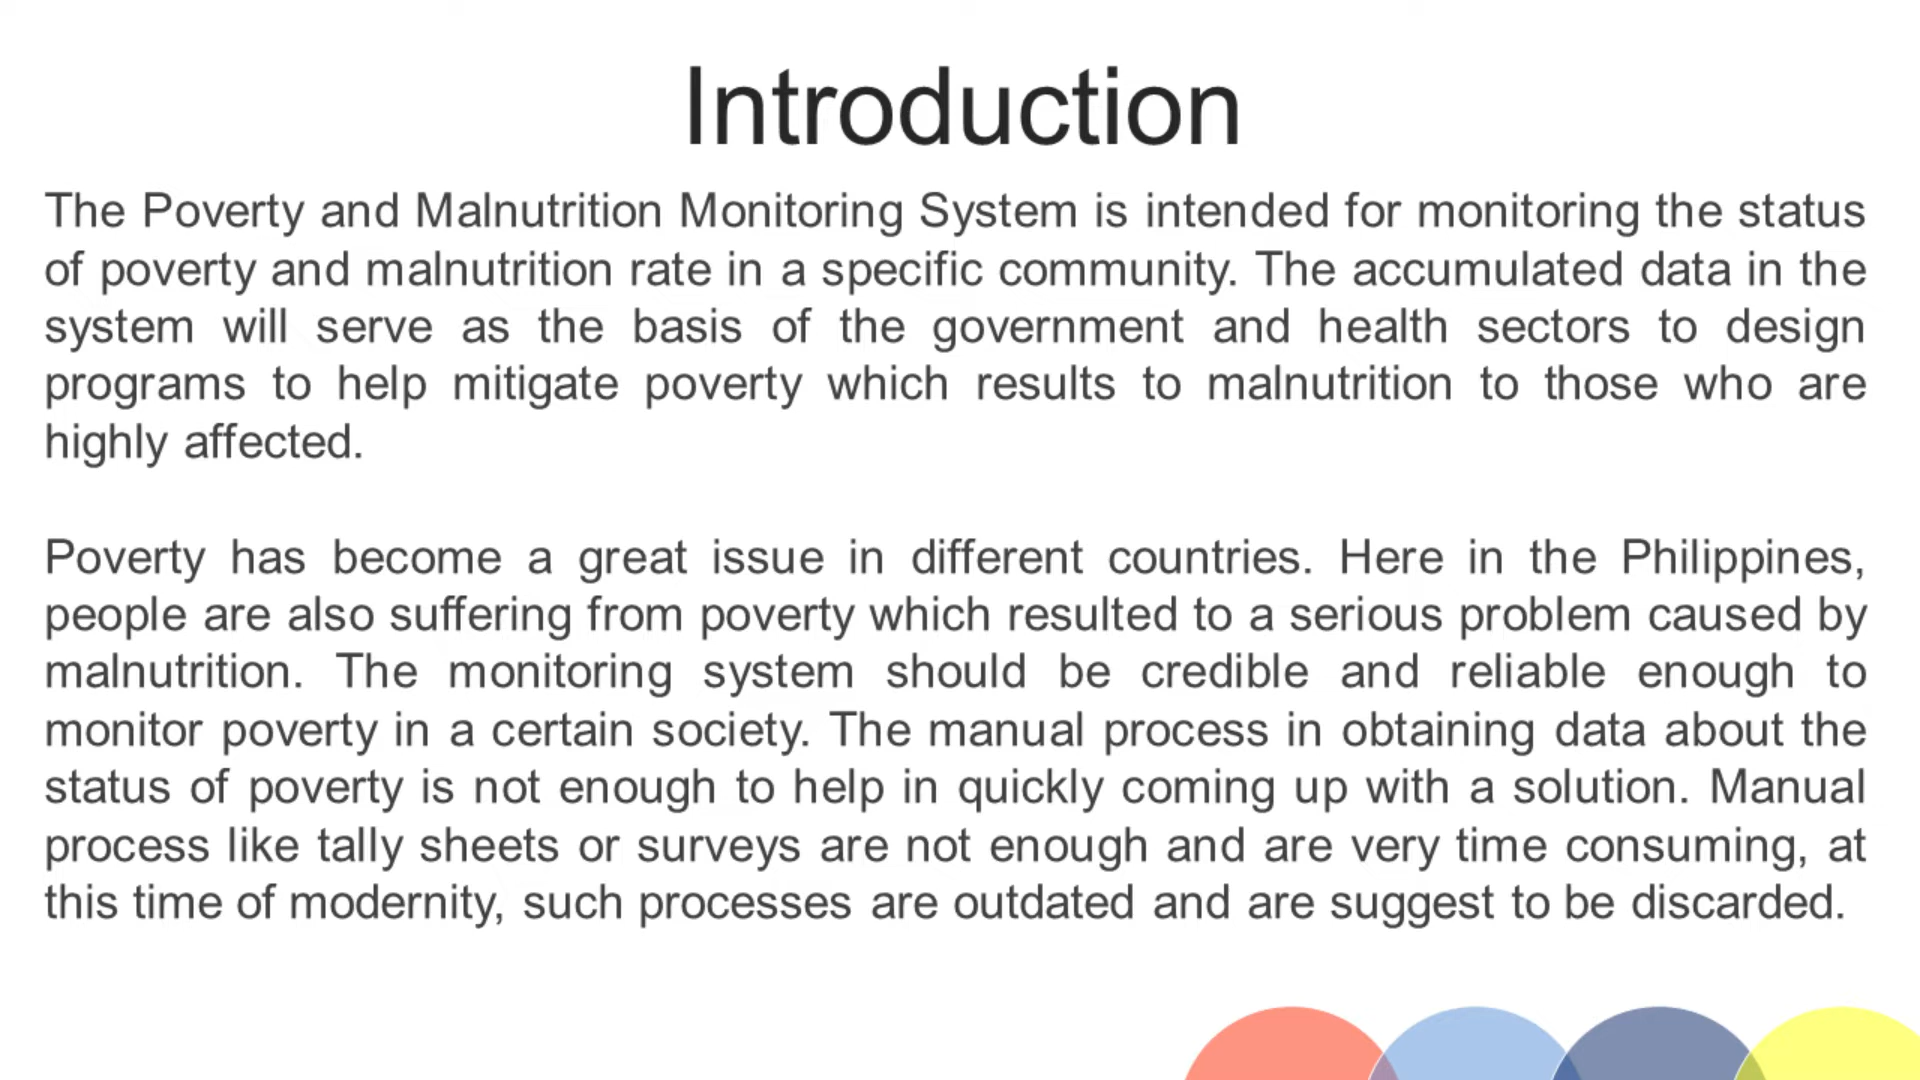 Introduction
The Poverty and Malnutrition Monitoring System is intended for monitoring the status
of poverty and malnutrition rate in a specific community. The accumulated data in the
system will serve as the basis of the government and health sectors to design
programs to help mitigate poverty which results to malnutrition to those who are
highly affected.
Poverty has become a great issue in different countries. Here in the Philippines,
people are also suffering from poverty which resulted to a serious problem caused by
malnutrition. The monitoring system should be credible and reliable enough to
monitor poverty in a certain society. The manual process in obtaining data about the
status of poverty is not enough to help in quickly coming up with a solution. Manual
process like tally sheets or surveys are not enough and are very time consuming, at
this time of modernity, such processes are outdated and are suggest to be discarded.